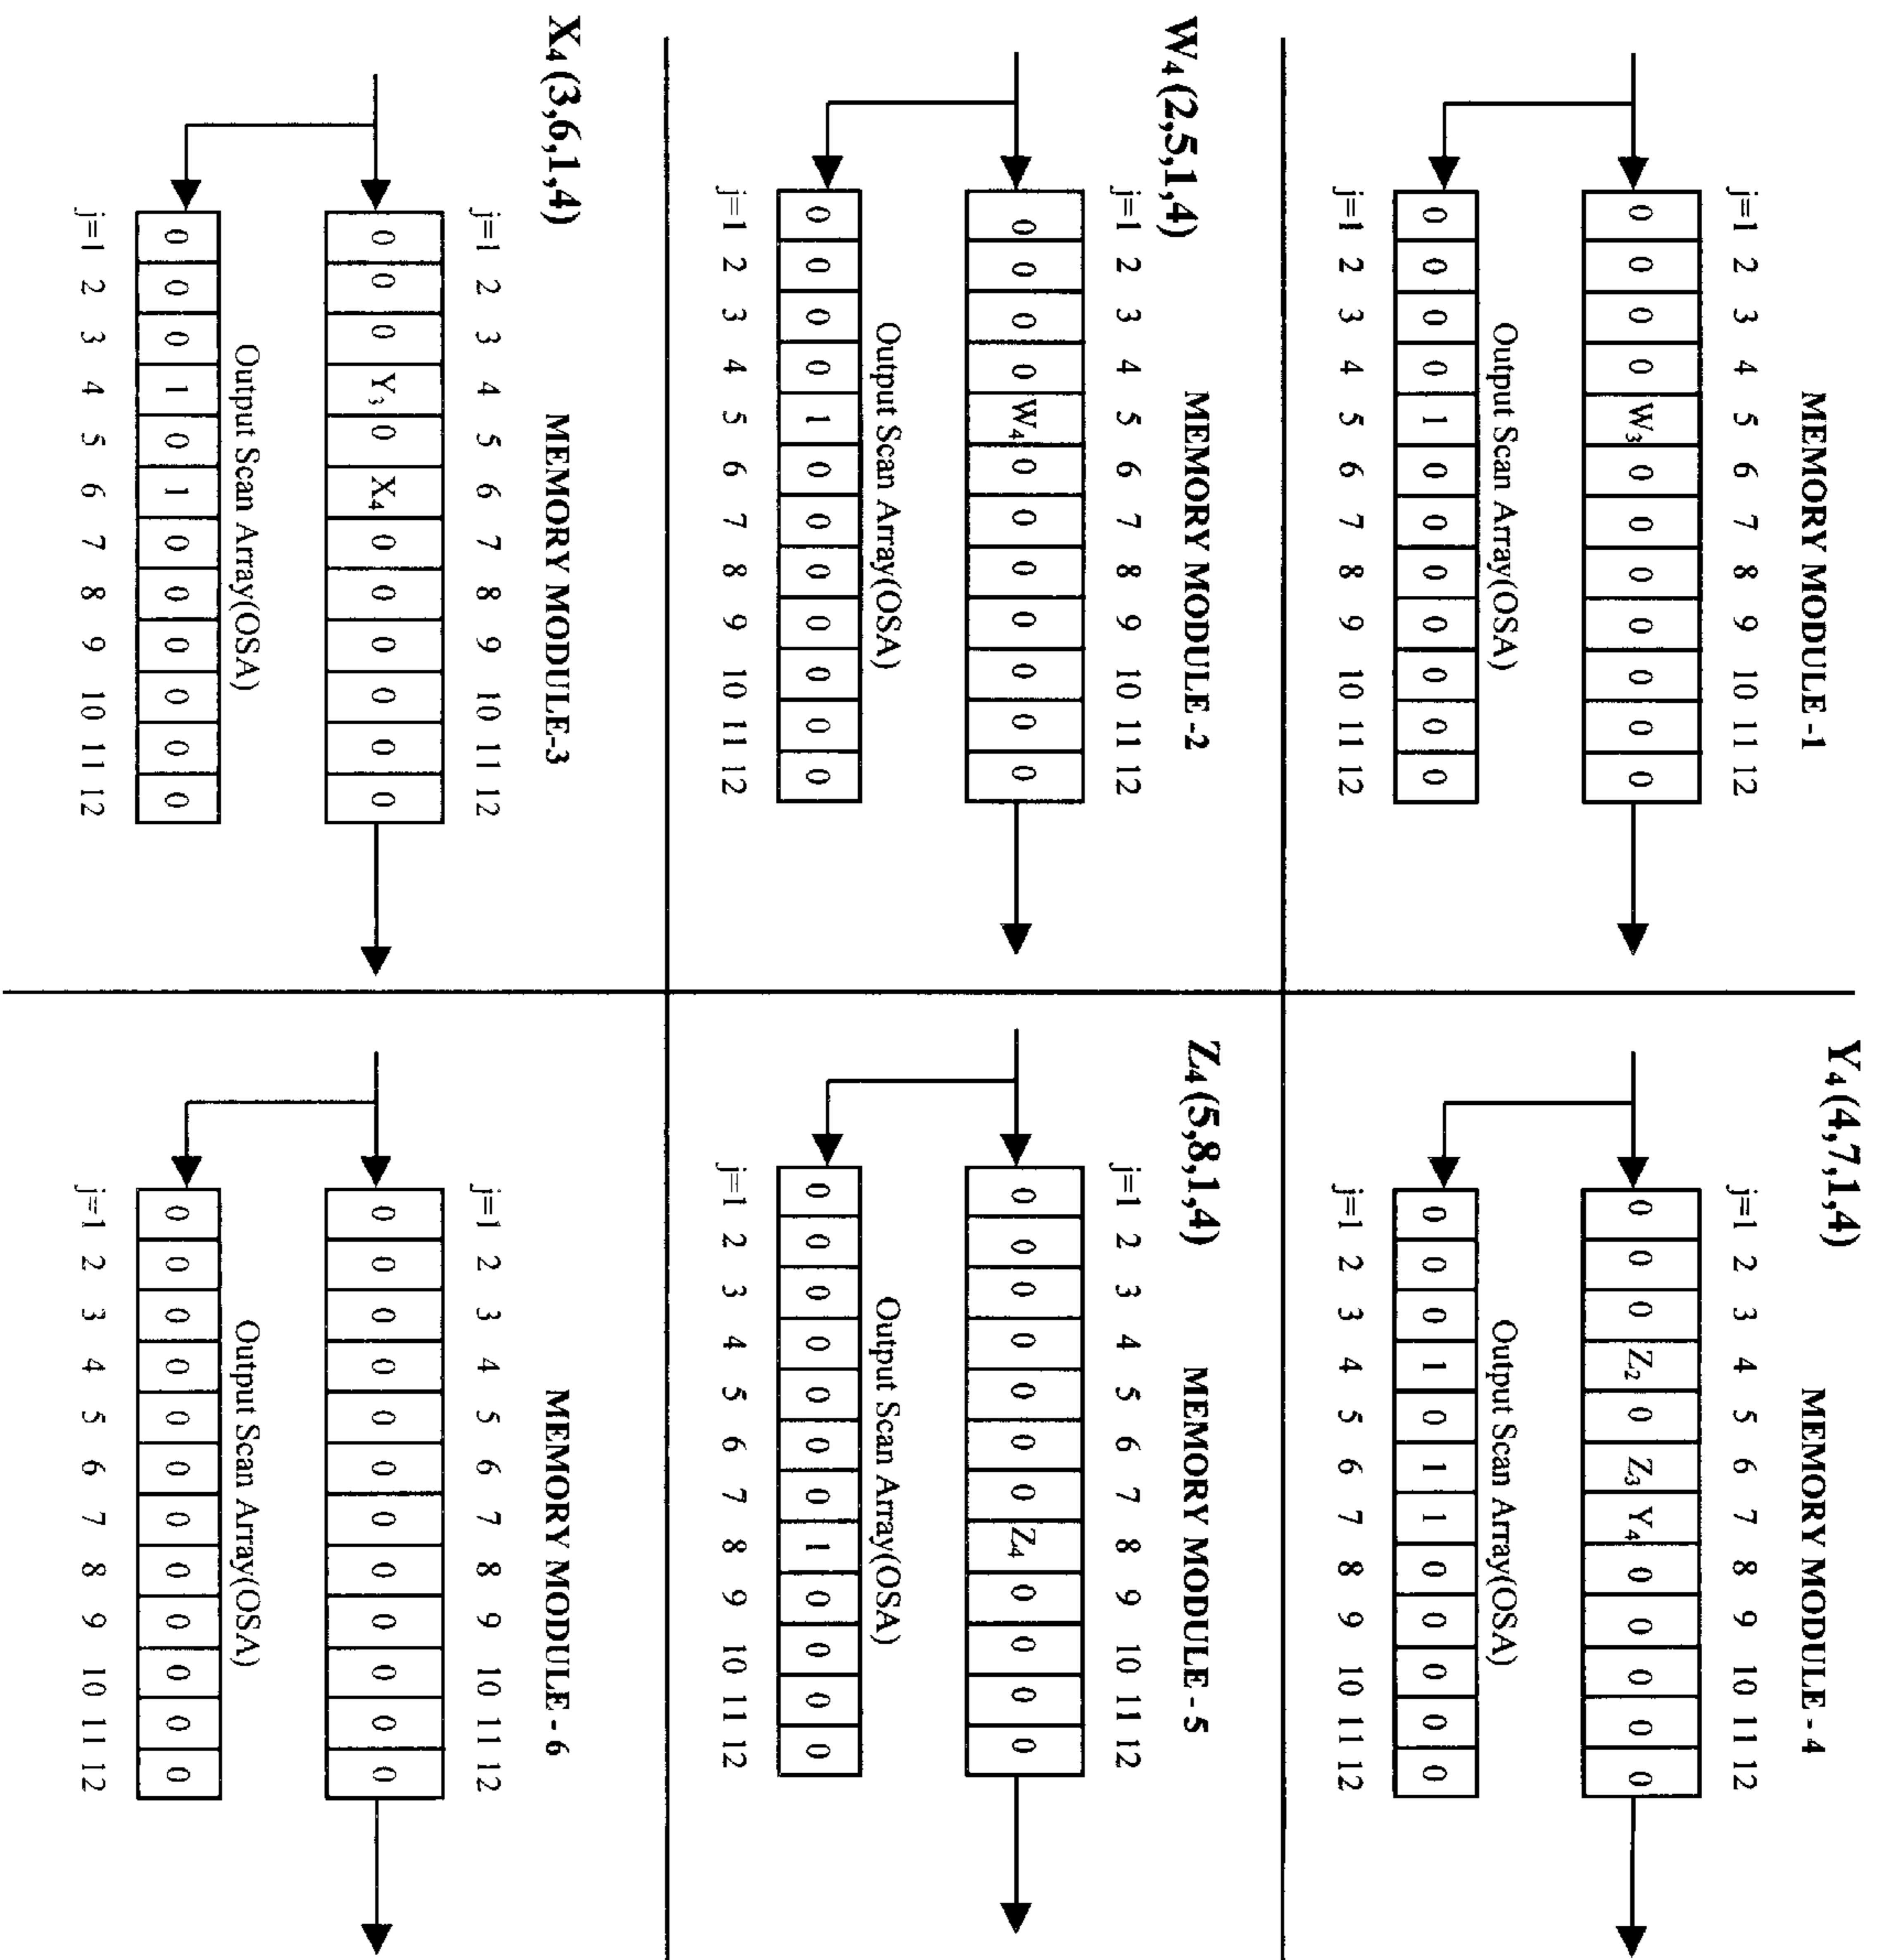 MEMORY MODULE -1
j=1 2 3 4 5 6 7 8 9 10 11 12
0 0 0 0 W₃ 0 0 0 0 0 0 0
Output Scan Array(OSA)
0 0 0 0 1 0 0 0 0 0 0 0
j=1 2 3 4 5 6 7 8 9 10 11 12
W₄(2,5,1,4)
MEMORY MODULE -2
j=1 2 3 4 5 6 7 8 9 10 11 12
0 0 0 0 W₄ 0 0 0 0 0 0 0
Output Scan Array(OSA)
0 0 0 0 1 0 0 0 0 0 0 0
j=1 2 3 4 5 6 7 8 9 10 11 12
X₄(3,6,1,4)
MEMORY MODULE-3
j=1 2 3 4 5 6 7 8 9 10 11 12
0 0 0 Y₃ 0 X₄ 0 0 0 0 0 0
Output Scan Array(OSA)
0 0 0 1 0 1 0 0 0 0 0 0
j=1 2 3 4 5 6 7 8 9 10 11 12
Y₄(4,7,1,4)
MEMORY MODULE - 4
j=1 2 3 4 5 6 7 8 9 10 11 12
0 0 0 Z₂ 0 Z₃ Y₄ 0 0 0 0 0
Output Scan Array(OSA)
0 0 0 1 0 1 1 0 0 0 0 0
j=1 2 3 4 5 6 7 8 9 10 11 12
Z₄(5,8,1,4)
MEMORY MODULE - 5
j=1 2 3 4 5 6 7 8 9 10 11 12
0 0 0 0 0 0 0 Z₄ 0 0 0 0
Output Scan Array(OSA)
0 0 0 0 0 0 0 1 0 0 0 0
j=1 2 3 4 5 6 7 8 9 10 11 12
MEMORY MODULE - 6
j=1 2 3 4 5 6 7 8 9 10 11 12
0 0 0 0 0 0 0 0 0 0 0 0
Output Scan Array(OSA)
0 0 0 0 0 0 0 0 0 0 0 0
j=1 2 3 4 5 6 7 8 9 10 11 12